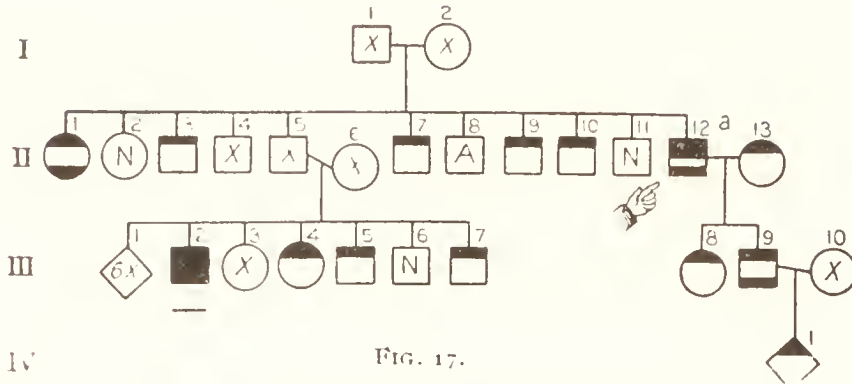 1 2
I X X
1 2 3 4 5 6 7 8 9 10 11 12 a 13
II N X x X A N
1 2 3 4 5 6 7 8 9 10
III 6X X N X
1
IV FIG. 17.